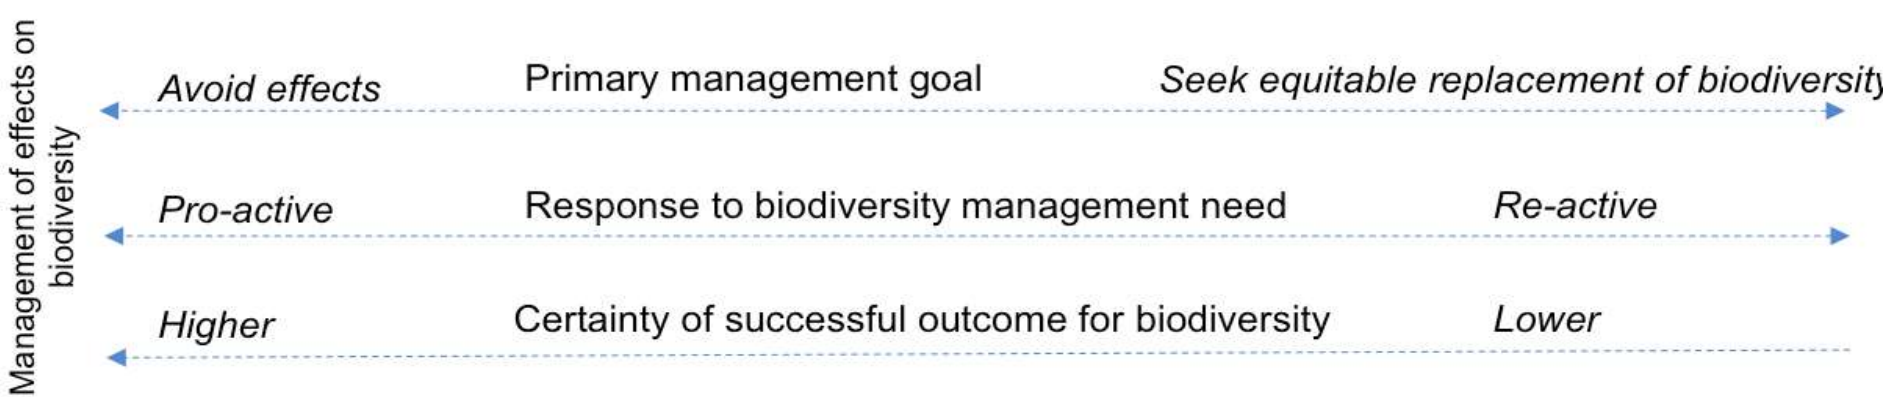 Management of effects on
biodiversity
Avoid effects Primary management goal Seek equitable replacement of biodiversity
Pro-active Response to biodiversity management need Re-active
Higher Certainty of successful outcome for biodiversity Lower